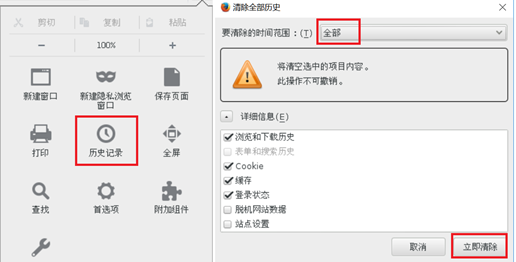 剪切 复制 粘贴
− 100% +
新建窗口 新建隐私浏览 保存页面
窗口
打印 历史记录 全屏
查找 首选项 附加组件
清除全部历史
要清除的时间范围：(T) 全部
将清空选中的项目内容。
此操作不可撤销。
详细信息(E)
浏览和下载历史
表单和搜索历史
Cookie
缓存
登录状态
脱机网站数据
站点设置
取消 立即清除